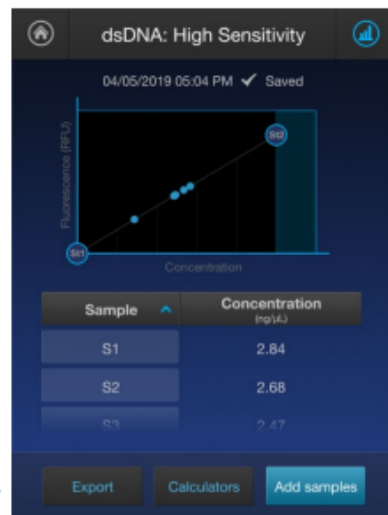 dsDNA: High Sensitivity
04/05/2019 05:04 PM ✓ Saved
Fluorescence (RFU)
St2
St1
Concentration
Sample Concentration
(ng/µL)
S1 2.84
S2 2.68
S3 2.47
Export Calculators Add samples